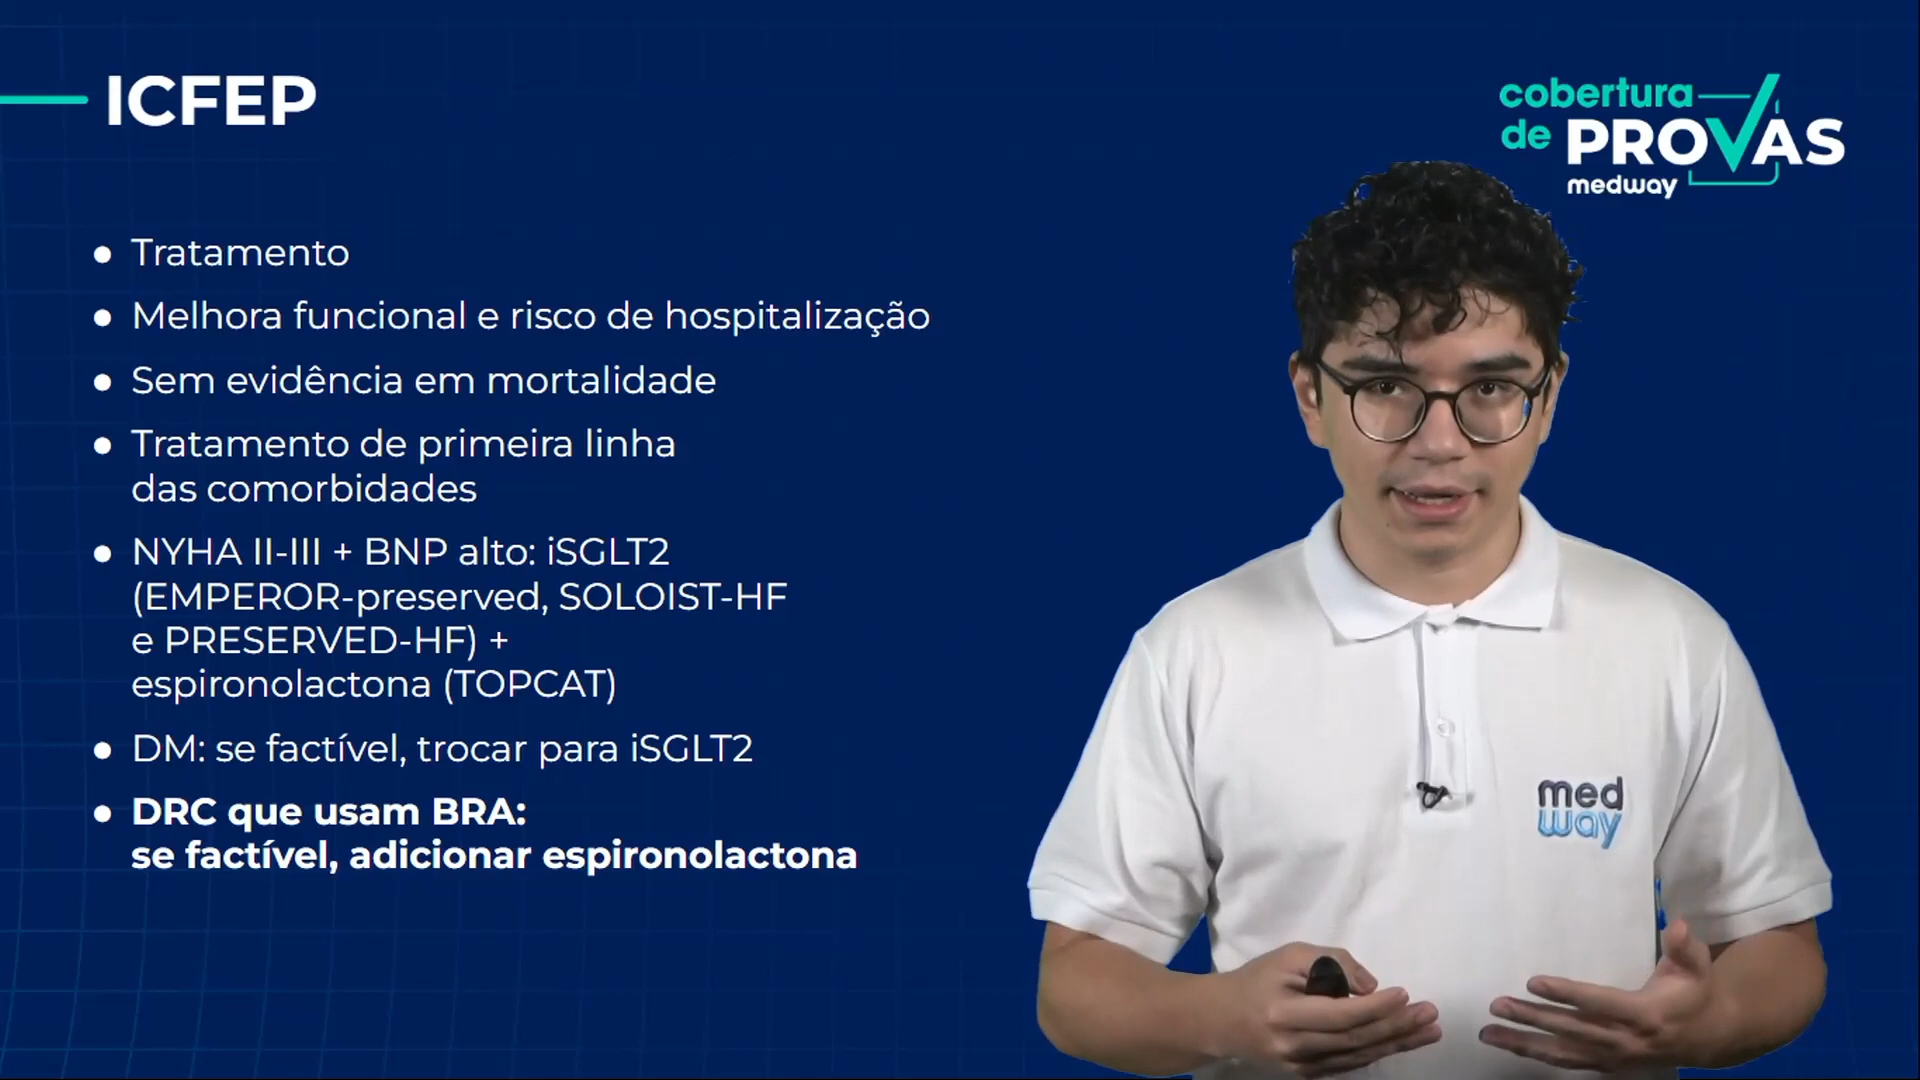 ICFEP
cobertura
de PROVAS
medway
● Tratamento
● Melhora funcional e risco de hospitalização
● Sem evidência em mortalidade
● Tratamento de primeira linha
das comorbidades
● NYHA II-III + BNP alto: iSGLT2
(EMPEROR-preserved, SOLOIST-HF
e PRESERVED-HF) +
espironolactona (TOPCAT)
● DM: se factível, trocar para iSGLT2
● DRC que usam BRA:
se factível, adicionar espironolactona
med
way